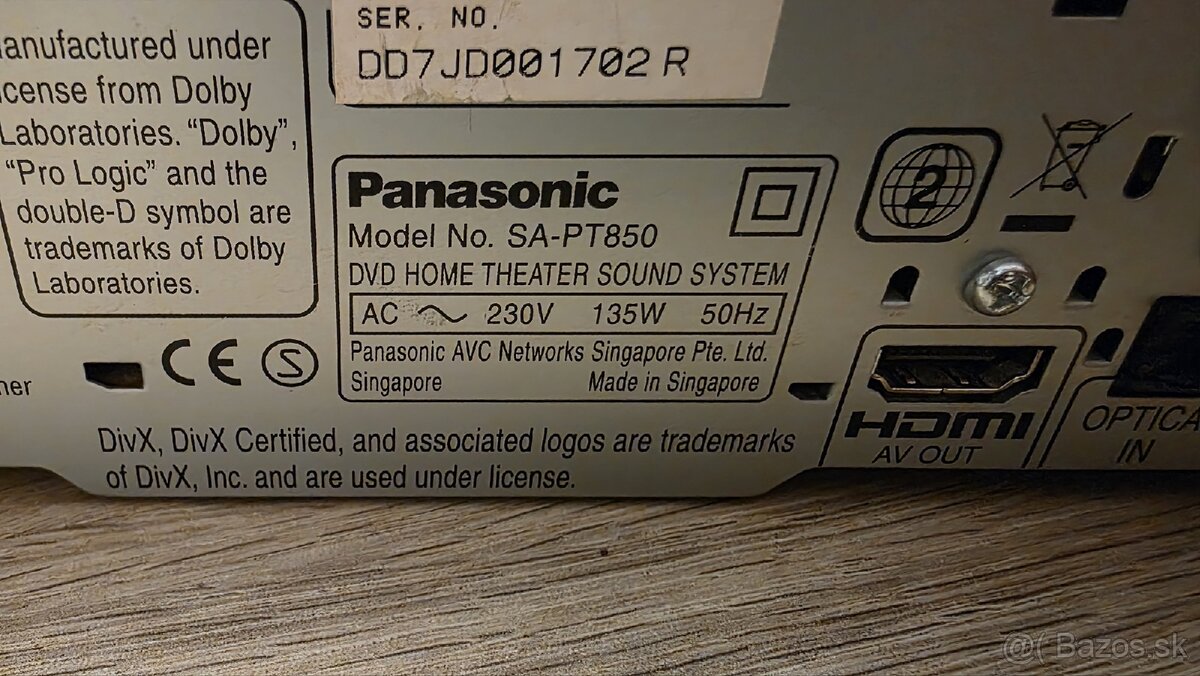 SER. NO.
DD7JD001702 R
anufactured under
cense from Dolby
Laboratories. “Dolby”,
“Pro Logic” and the
double-D symbol are
trademarks of Dolby
Laboratories.
Panasonic
Model No. SA-PT850
DVD HOME THEATER SOUND SYSTEM
AC 230V 135W 50Hz
Panasonic AVC Networks Singapore Pte. Ltd.
Singapore Made in Singapore
2
HDMI
AV OUT
OPTICA
IN
CE S
ner
DivX, DivX Certified, and associated logos are trademarks
of DivX, Inc. and are used under license.
@( Bazos.sk